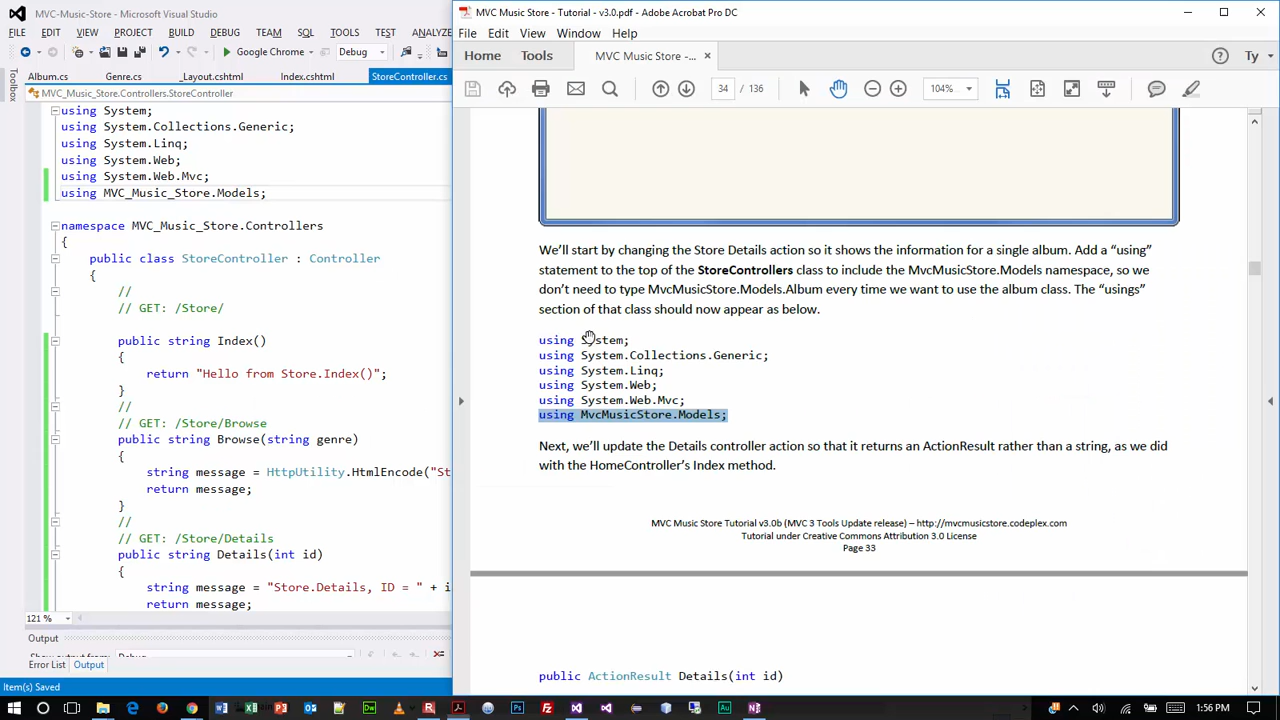 MVC-Music-Store - Microsoft Visual Studio
FILE EDIT VIEW PROJECT BUILD DEBUG TEAM SQL TOOLS TEST ANALYZE
Google Chrome Debug
Toolbox
Album.cs Genre.cs _Layout.cshtml Index.cshtml StoreController.cs
MVC_Music_Store.Controllers.StoreController
using System;
using System.Collections.Generic;
using System.Linq;
using System.Web;
using System.Web.Mvc;
using MVC_Music_Store.Models;
namespace MVC_Music_Store.Controllers
{
public class StoreController : Controller
{
//
// GET: /Store/
public string Index()
{
return "Hello from Store.Index()";
}
//
// GET: /Store/Browse
public string Browse(string genre)
{
string message = HttpUtility.HtmlEncode("St
return message;
}
//
// GET: /Store/Details
public string Details(int id)
{
string message = "Store.Details, ID = " + i
return message;
121 %
Output
Error List Output
Item(s) Saved
MVC Music Store - Tutorial - v3.0.pdf - Adobe Acrobat Pro DC
File Edit View Window Help
Home Tools MVC Music Store -... × Ty
34 / 136 104%
We'll start by changing the Store Details action so it shows the information for a single album. Add a “using”
statement to the top of the StoreControllers class to include the MvcMusicStore.Models namespace, so we
don't need to type MvcMusicStore.Models.Album every time we want to use the album class. The “usings”
section of that class should now appear as below.
using System;
using System.Collections.Generic;
using System.Linq;
using System.Web;
using System.Web.Mvc;
using MvcMusicStore.Models;
Next, we'll update the Details controller action so that it returns an ActionResult rather than a string, as we did
with the HomeController's Index method.
MVC Music Store Tutorial v3.0b (MVC 3 Tools Update release) – http://mvcmusicstore.codeplex.com
Tutorial under Creative Commons Attribution 3.0 License
Page 33
public ActionResult Details(int id)
1:56 PM